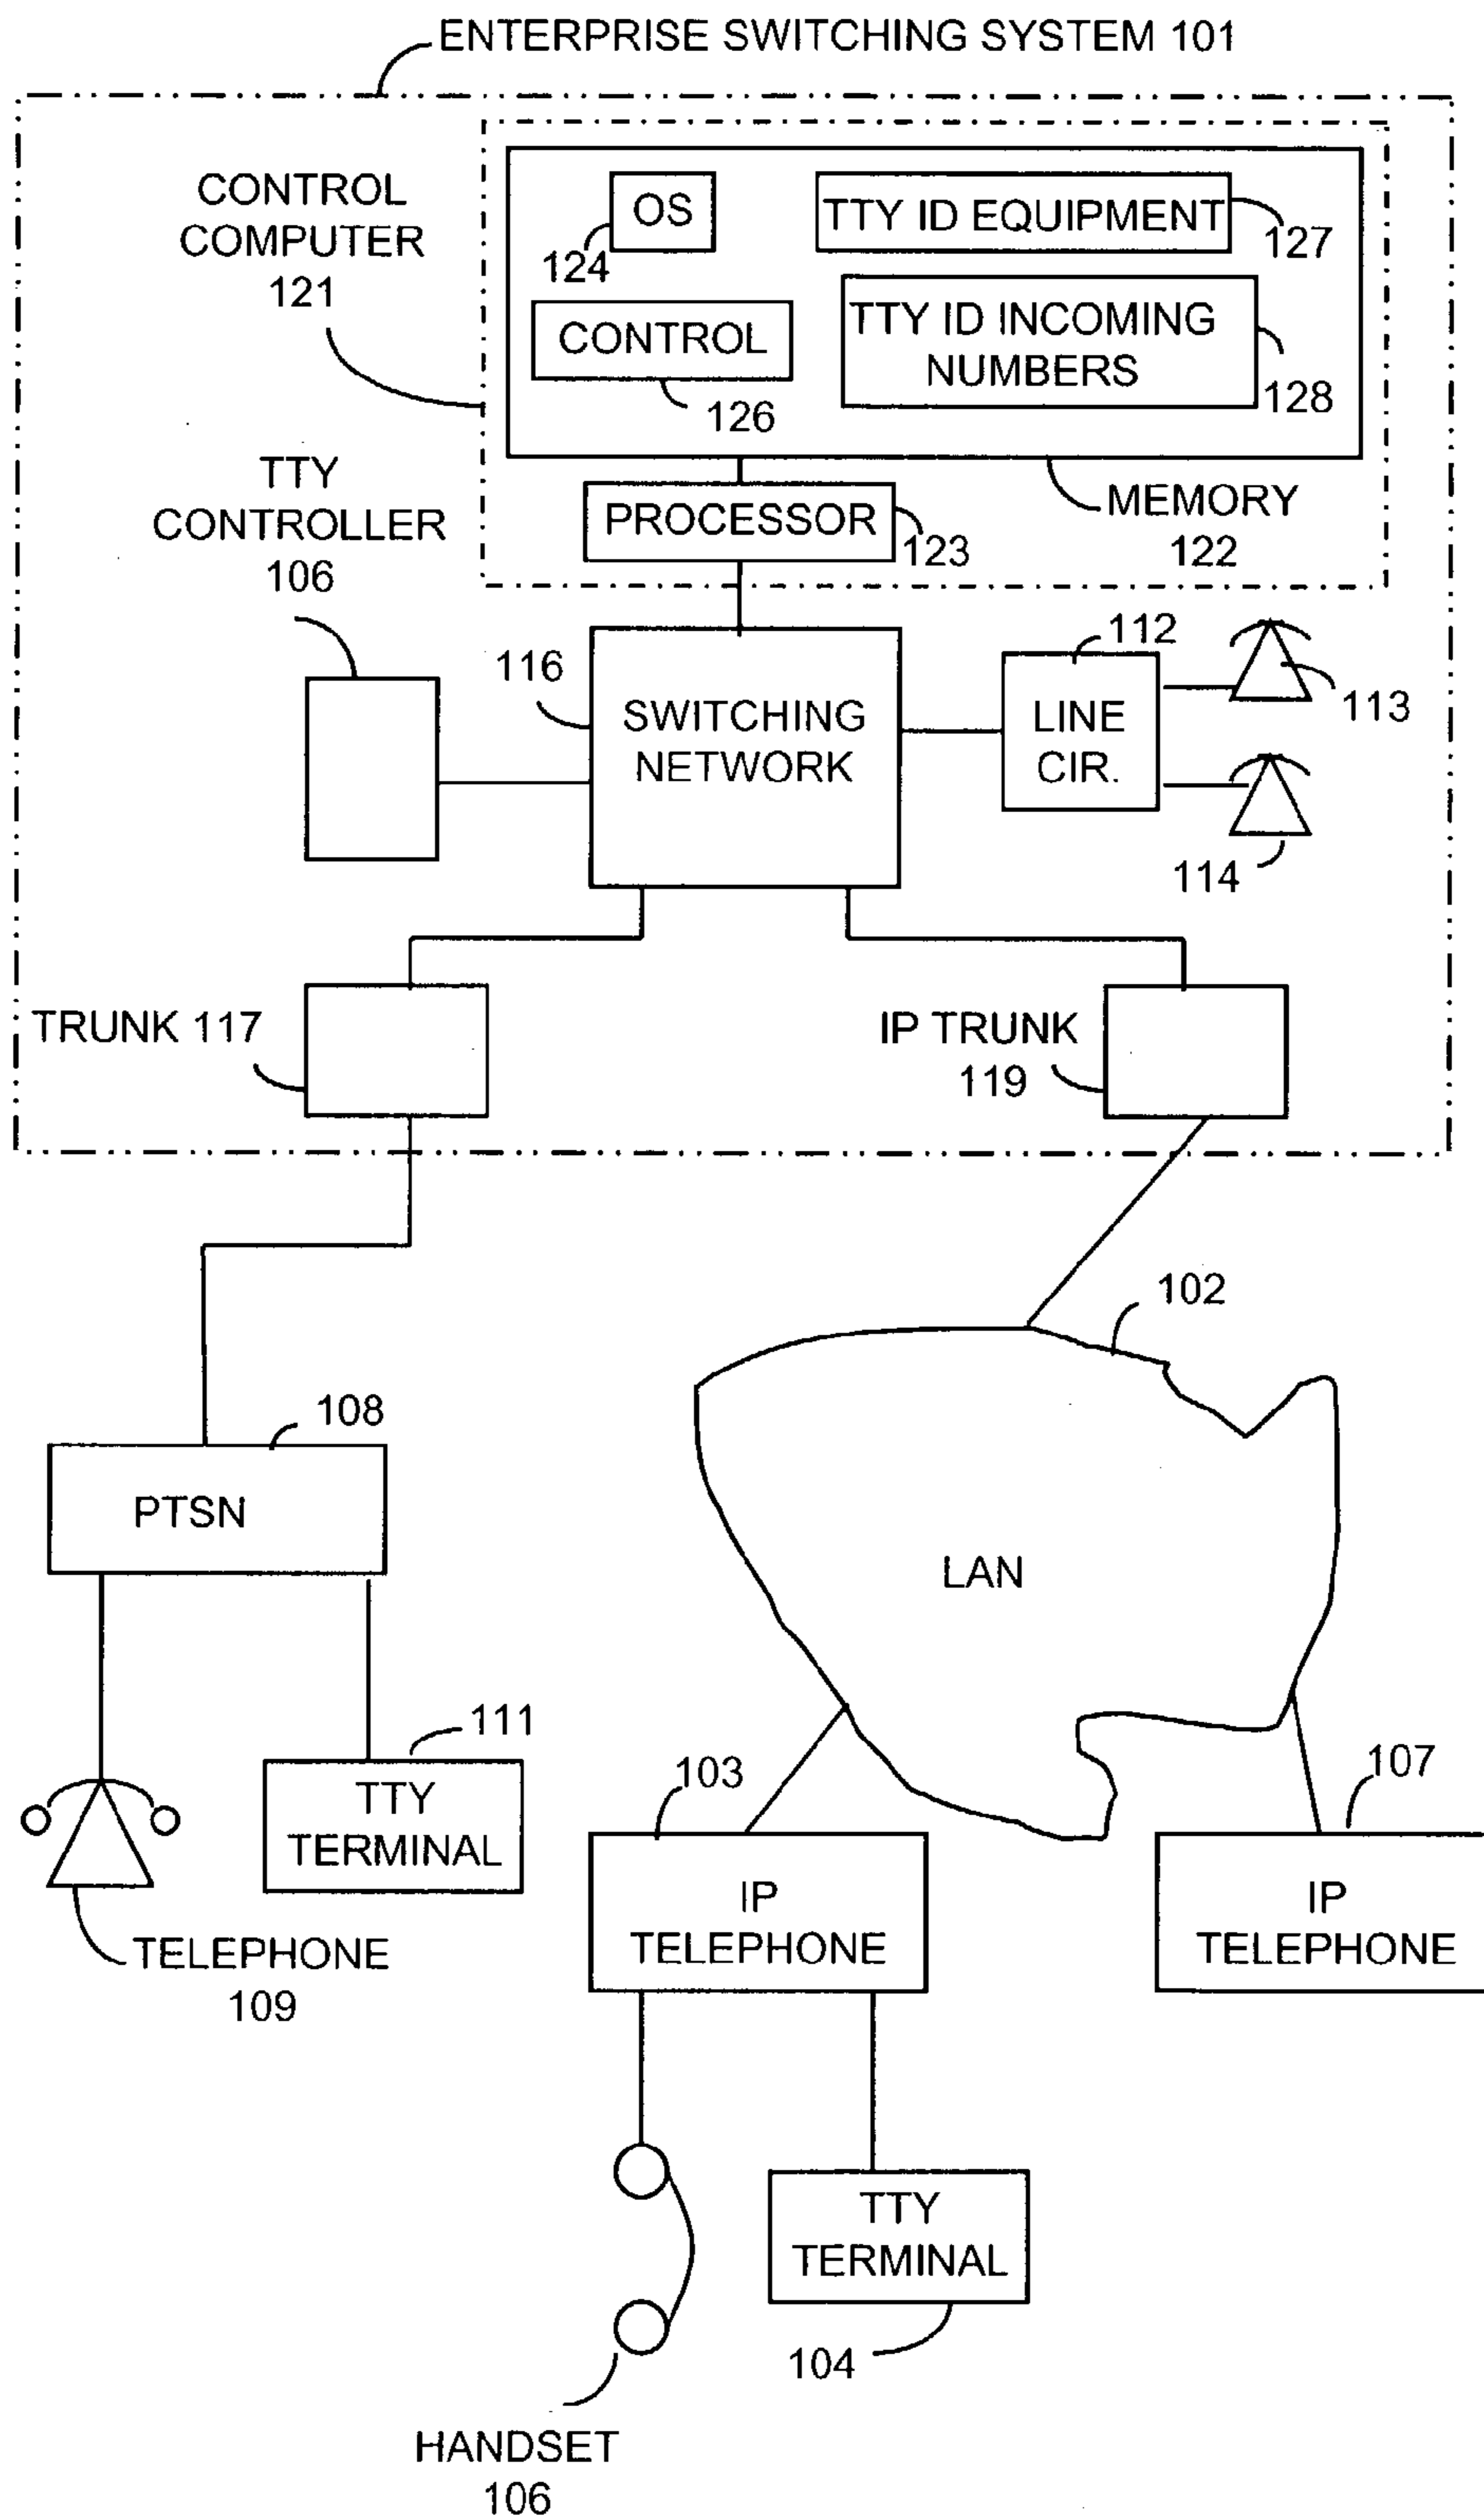 ENTERPRISE SWITCHING SYSTEM 101
CONTROL
COMPUTER
121
OS
124
TTY ID EQUIPMENT
127
CONTROL
126
TTY ID INCOMING
NUMBERS
128
MEMORY
122
PROCESSOR
123
TTY
CONTROLLER
106
116
SWITCHING
NETWORK
112
LINE
CIR.
113
114
TRUNK 117
IP TRUNK
119
102
LAN
108
PTSN
111
TTY
TERMINAL
TELEPHONE
109
103
IP
TELEPHONE
107
IP
TELEPHONE
TTY
TERMINAL
104
HANDSET
106